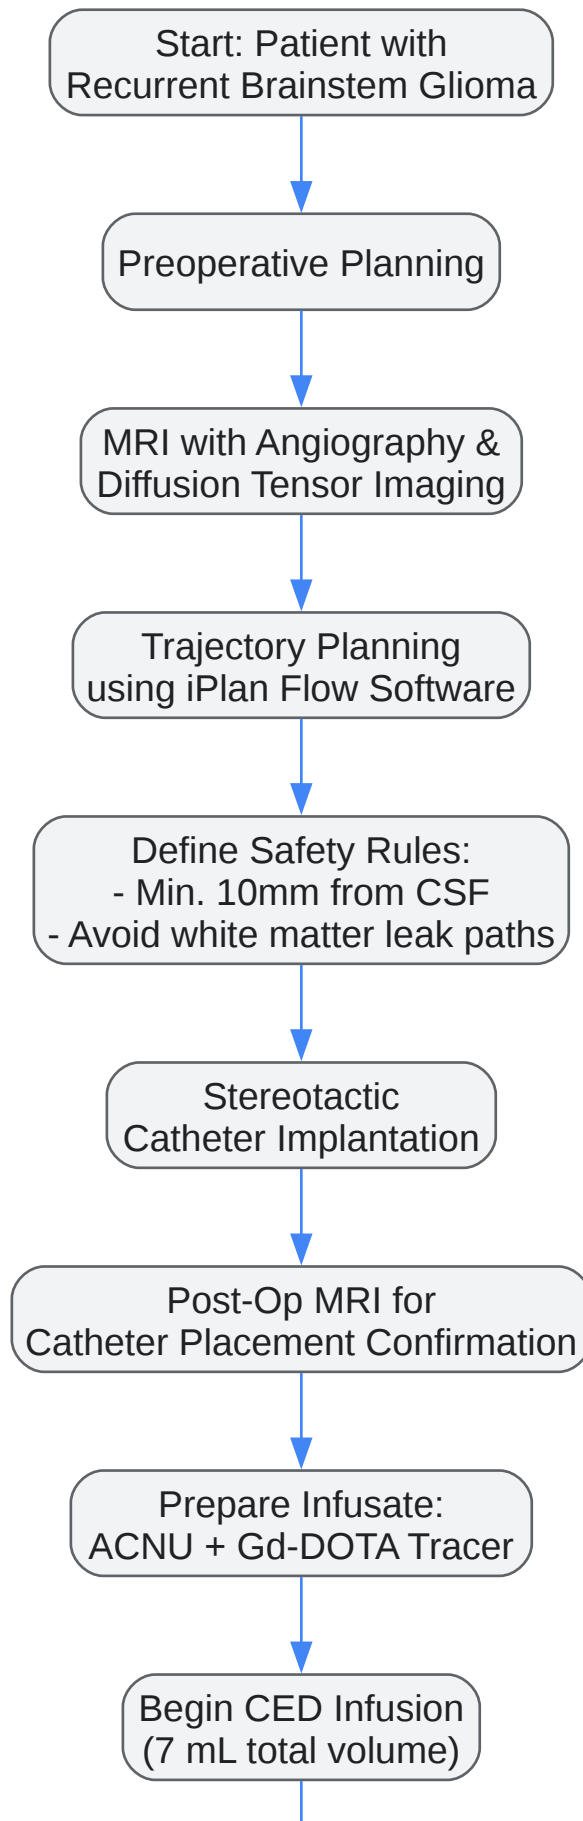 Start: Patient with
Recurrent Brainstem Glioma
Preoperative Planning
MRI with Angiography &
Diffusion Tensor Imaging
Trajectory Planning
using iPlan Flow Software
Define Safety Rules:
- Min. 10mm from CSF
- Avoid white matter leak paths
Stereotactic
Catheter Implantation
Post-Op MRI for
Catheter Placement Confirmation
Prepare Infusate:
ACNU + Gd-DOTA Tracer
Begin CED Infusion
(7 mL total volume)